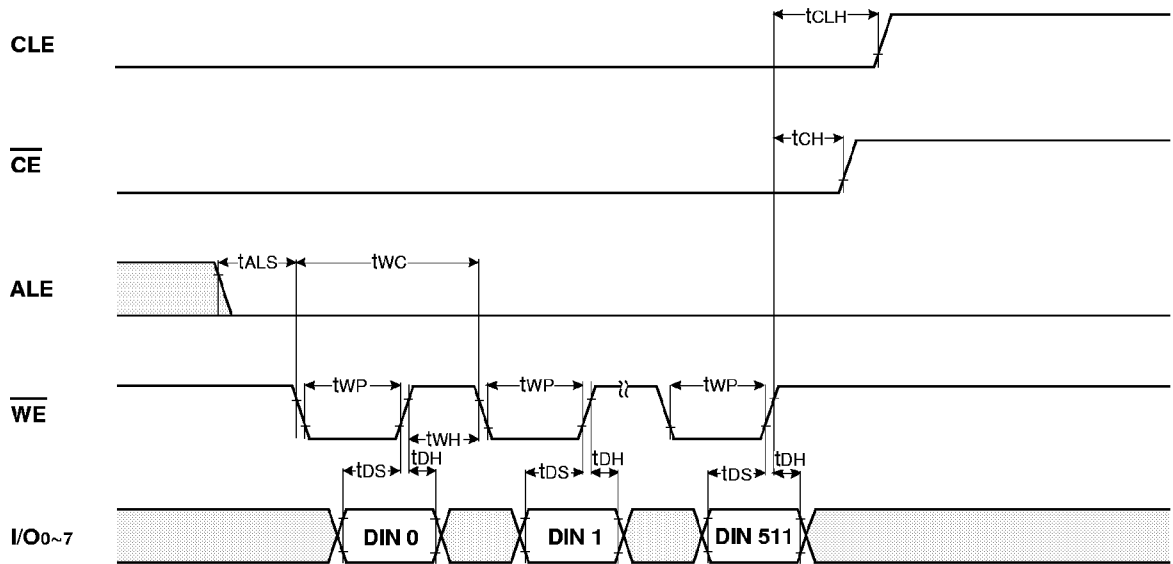 CLE
tCLH
CE
tCH
ALE
tALS
tWC
WE
tWP
tWP
tWP
tWH
tDS
tDH
tDS
tDH
tDS
tDH
I/O0~7
DIN 0
DIN 1
DIN 511